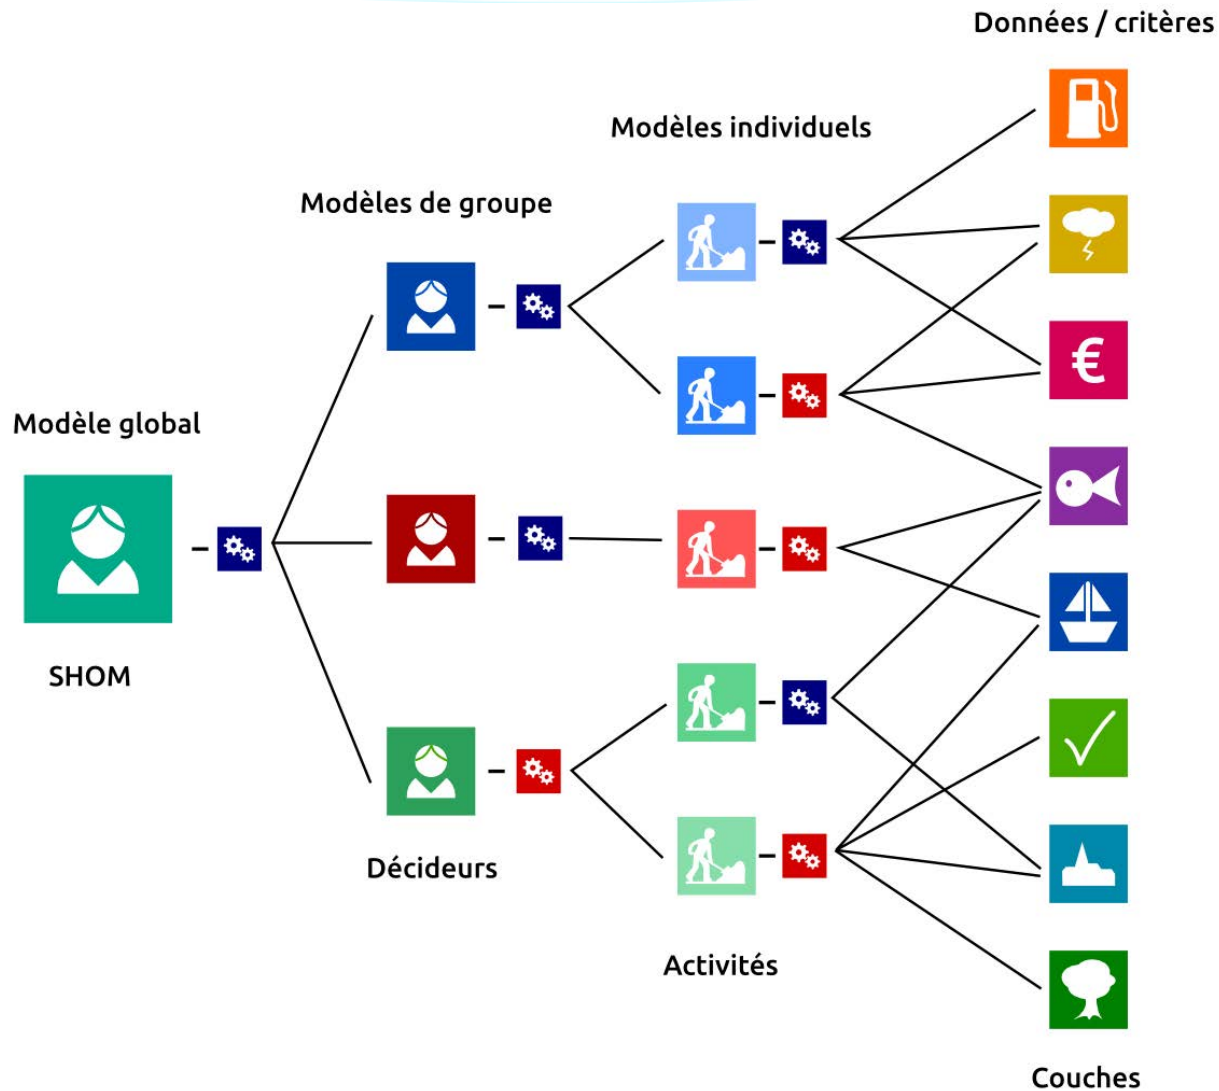 Données / critères
Modèles individuels
Modèles de groupe
€
Modèle global
SHOM
Décideurs
Activités
Couches